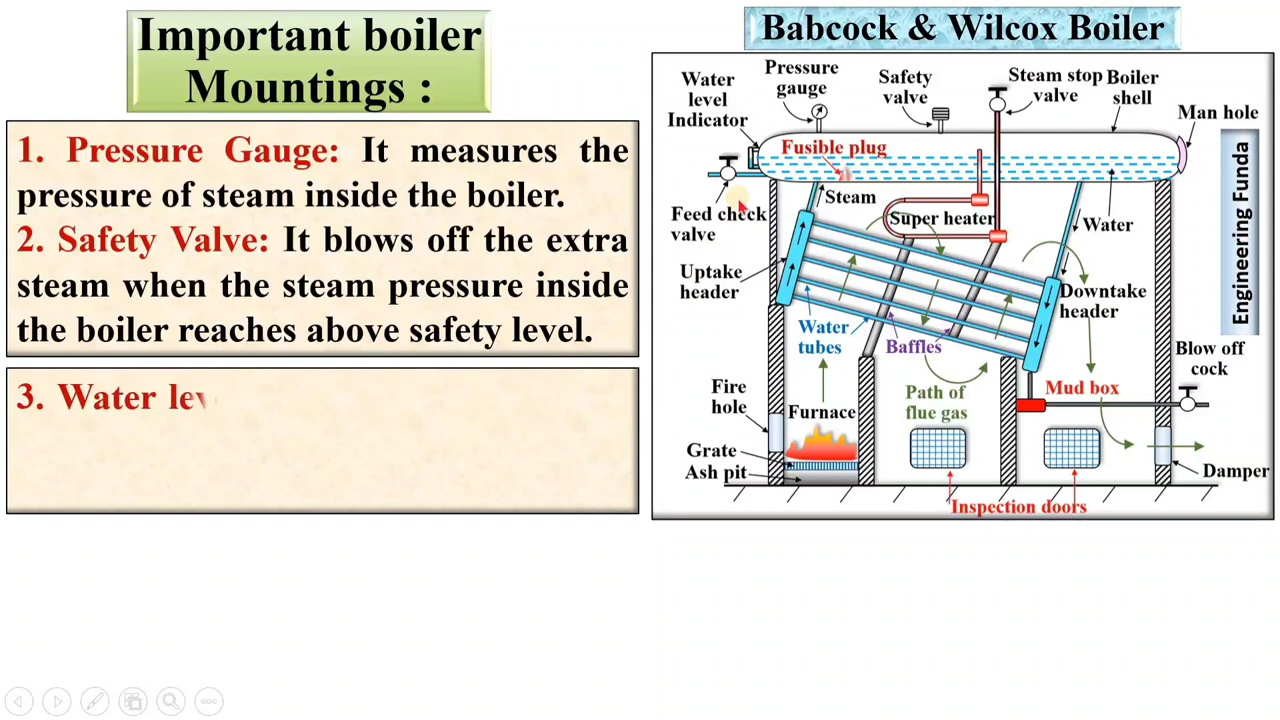 Important boiler
Mountings :
1. Pressure Gauge: It measures the
pressure of steam inside the boiler.
2. Safety Valve: It blows off the extra
steam when the steam pressure inside
the boiler reaches above safety level.
3. Water lev
Babcock & Wilcox Boiler
Water
level
Indicator
Pressure
gauge
Safety
valve
Steam stop
valve
Boiler
shell
Man hole
Fusible plug
Feed check
valve
Steam
Super heater
Water
Uptake
header
Downtake
header
Water
tubes
Baffles
Engineering Funda
Blow off
cock
Fire
hole
Furnace
Path of
flue gas
Mud box
Grate
Ash pit
Damper
Inspection doors